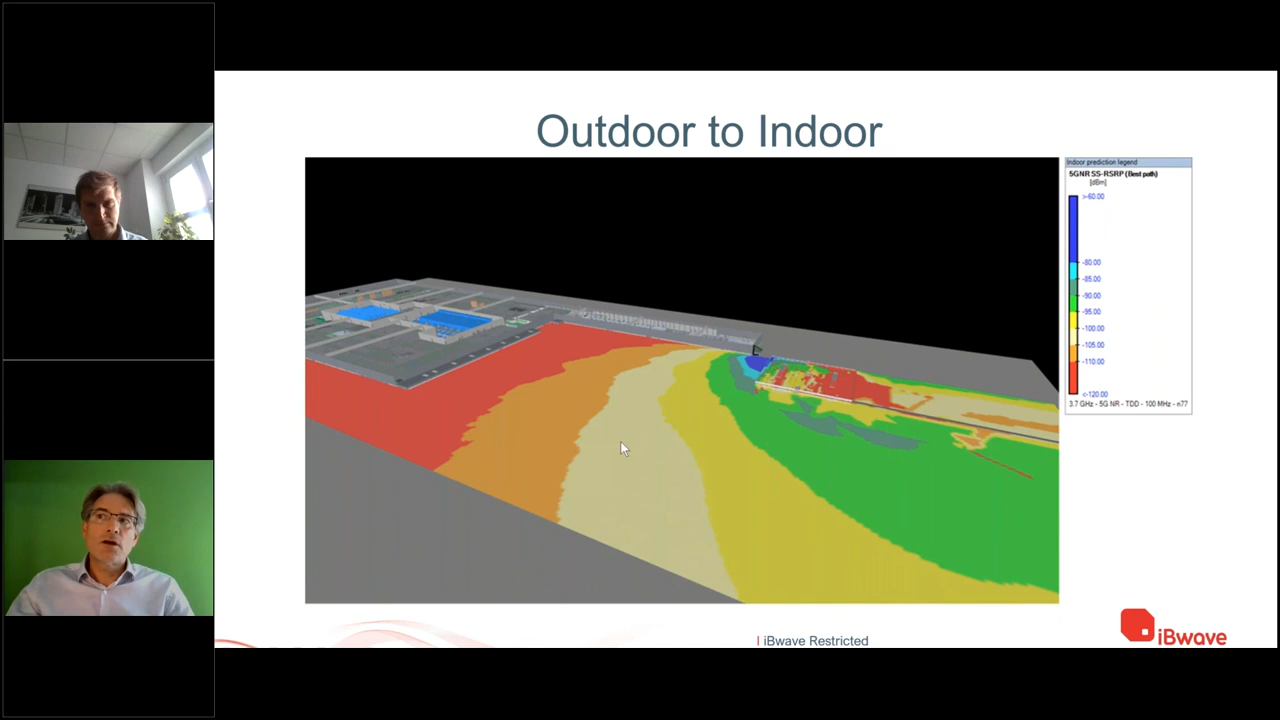 Outdoor to Indoor
Indoor prediction legend
5GNR SS-RSRP (Best path)
[dBm]
>-60.00
-80.00
-85.00
-90.00
-95.00
-100.00
-105.00
-110.00
<-120.00
3.7 GHz - 5G NR - TDD - 100 MHz - n77
| iBwave Restricted
iBwave